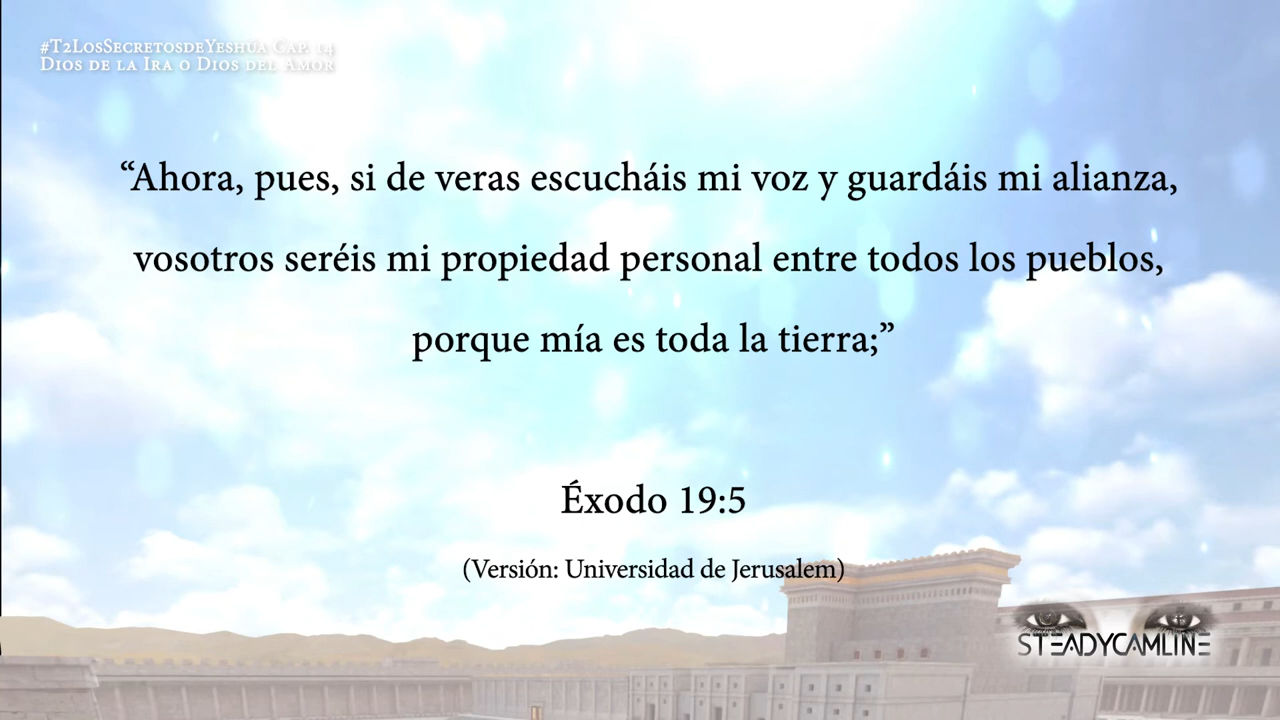 #T2LosSecretosdeYeshúa Cap. 14
Dios de la Ira o Dios del Amor
“Ahora, pues, si de veras escucháis mi voz y guardáis mi alianza,
vosotros seréis mi propiedad personal entre todos los pueblos,
porque mía es toda la tierra;”
Éxodo 19:5
(Versión: Universidad de Jerusalem)
STEADYCAMLINE